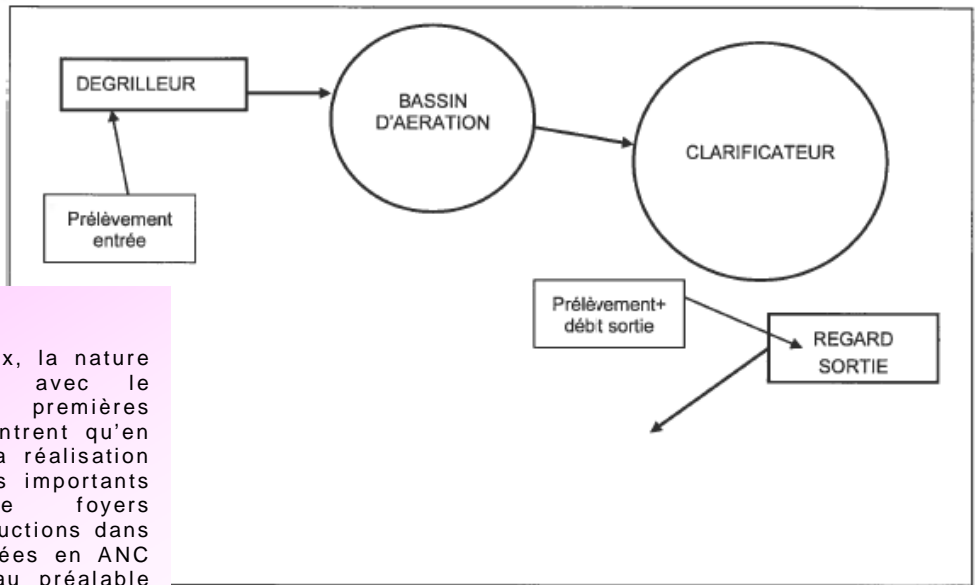 DEGRILLEUR
BASSIN
D'AERATION
CLARIFICATEUR
Prélèvement
entrée
Prélèvement+
débit sortie
REGARD
SORTIE
x, la nature
avec le
premières
ntrent qu'en
a réalisation
s importants
e foyers
uctions dans
ées en ANC
au préalable